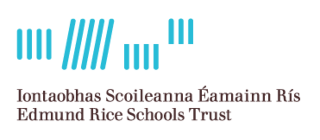 Iontaobhas Scoileanna Éamainn Rís
Edmund Rice Schools Trust